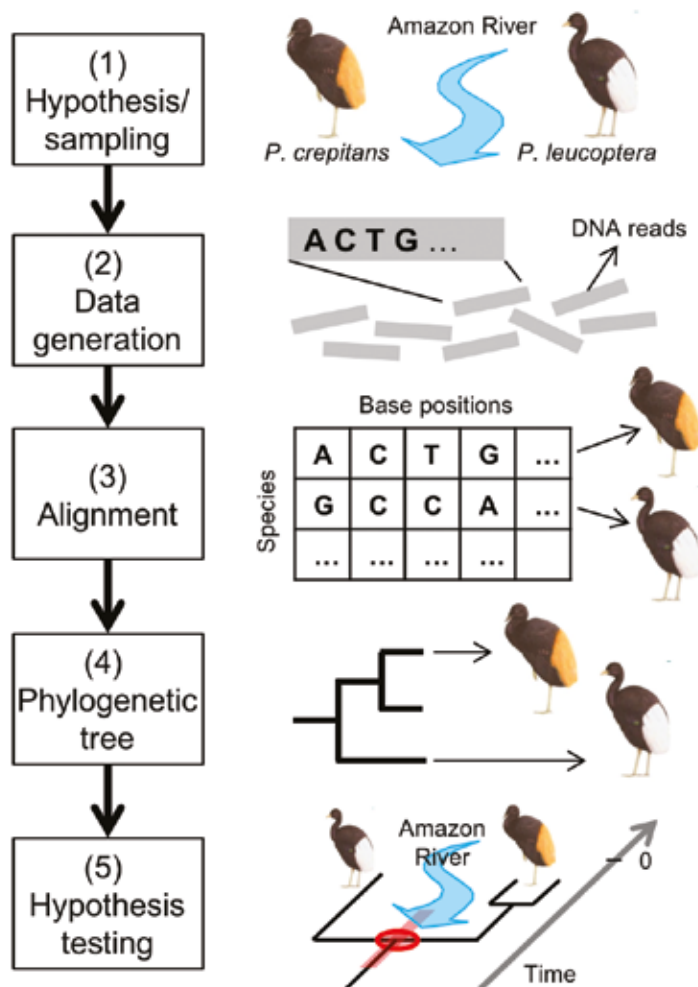 (1)
Hypothesis/
sampling
Amazon River
P. crepitans
P. leucoptera
(2)
Data
generation
A C T G ...
DNA reads
(3)
Alignment
Base positions
Species
A C T G ...
G C C A ...
... ... ... ...
(4)
Phylogenetic
tree
(5)
Hypothesis
testing
Amazon
River
0
Time